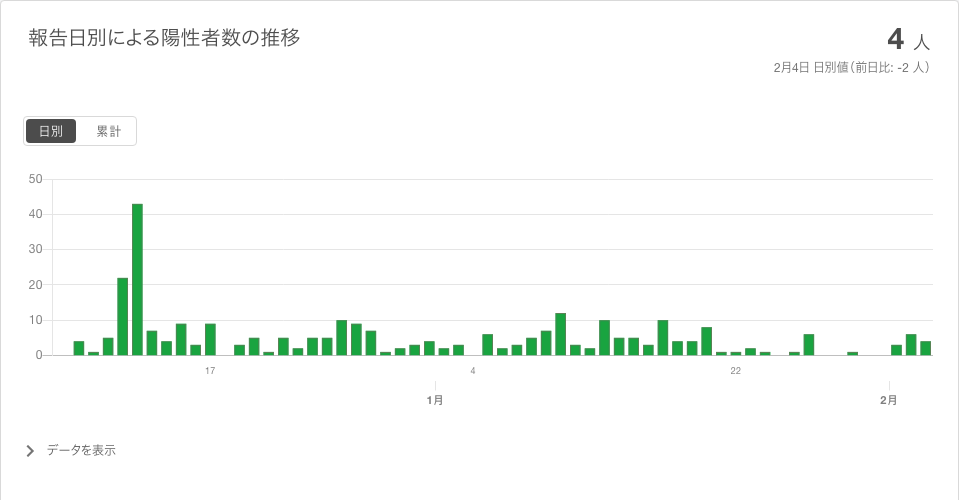 報告日別による陽性者数の推移
4 人
2月4日 日別値（前日比: -2 人）
日別 累計
50
40
30
20
10
0
17 4 22
1月 2月
データを表示